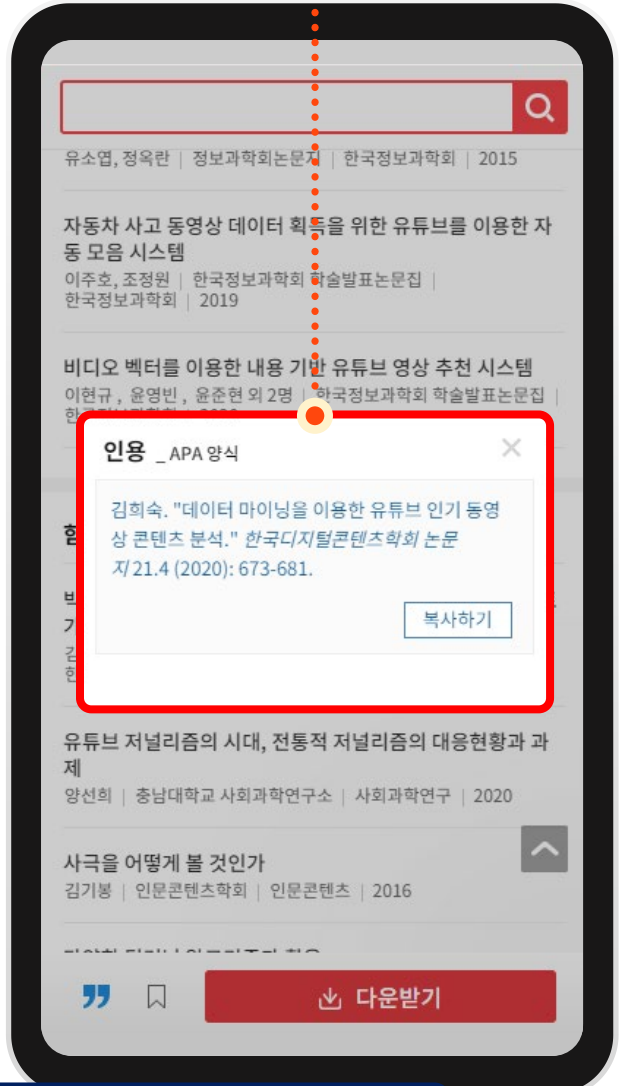 유소엽, 정옥란 | 정보과학회논문지 | 한국정보과학회 | 2015
자동차 사고 동영상 데이터 획득을 위한 유튜브를 이용한 자
동 모음 시스템
이주호, 조정원 | 한국정보과학회 학술발표논문집 |
한국정보과학회 | 2019
비디오 벡터를 이용한 내용 기반 유튜브 영상 추천 시스템
이현규 , 윤영빈 , 윤준현 외 2명 | 한국정보과학회 학술발표논문집 |
인용 _ APA 양식
김희숙. "데이터 마이닝을 이용한 유튜브 인기 동영
상 콘텐츠 분석." 한국디지털콘텐츠학회 논문
지 21.4 (2020): 673-681.
복사하기
유튜브 저널리즘의 시대, 전통적 저널리즘의 대응현황과 과
제
양선희 | 충남대학교 사회과학연구소 | 사회과학연구 | 2020
사극을 어떻게 볼 것인가
김기봉 | 인문콘텐츠학회 | 인문콘텐츠 | 2016
다운받기